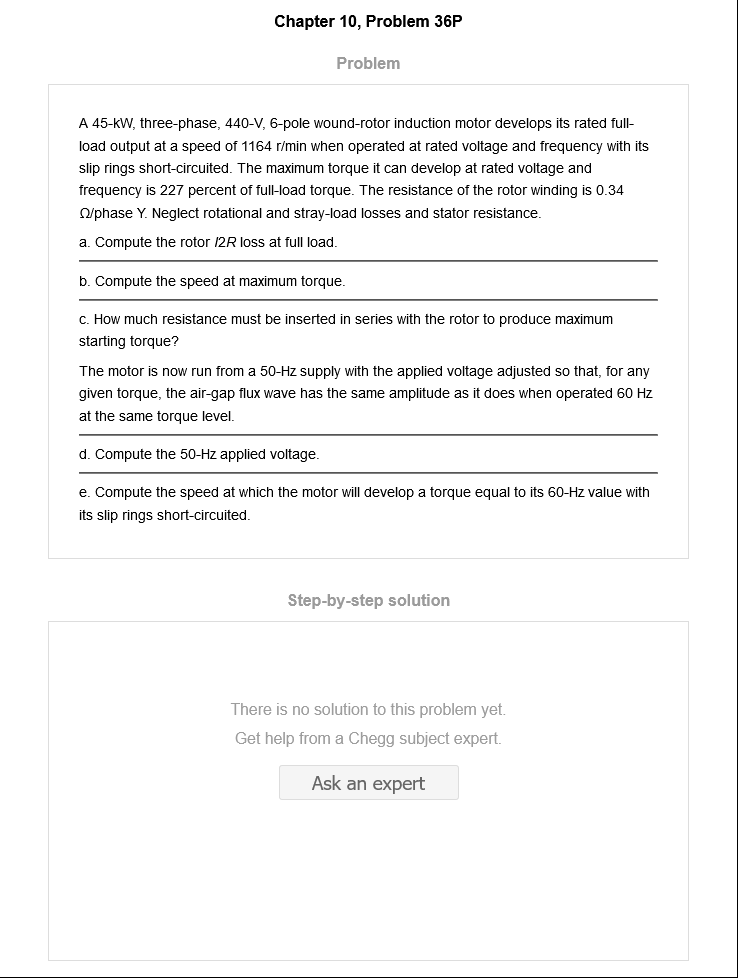 Chapter 10, Problem 36P
Problem
A 45-kW, three-phase, 440-V, 6-pole wound-rotor induction motor develops its rated full-
load output at a speed of 1164 r/min when operated at rated voltage and frequency with its
slip rings short-circuited. The maximum torque it can develop at rated voltage and
frequency is 227 percent of full-load torque. The resistance of the rotor winding is 0.34
Ω/phase Y. Neglect rotational and stray-load losses and stator resistance.
a. Compute the rotor I2R loss at full load.
b. Compute the speed at maximum torque.
c. How much resistance must be inserted in series with the rotor to produce maximum
starting torque?
The motor is now run from a 50-Hz supply with the applied voltage adjusted so that, for any
given torque, the air-gap flux wave has the same amplitude as it does when operated 60 Hz
at the same torque level.
d. Compute the 50-Hz applied voltage.
e. Compute the speed at which the motor will develop a torque equal to its 60-Hz value with
its slip rings short-circuited.
Step-by-step solution
There is no solution to this problem yet.
Get help from a Chegg subject expert.
Ask an expert